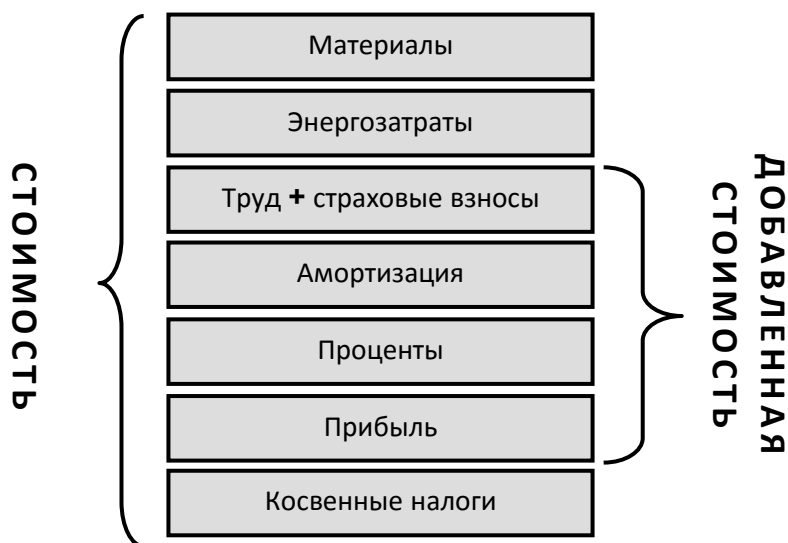 СТОИМОСТЬ
Материалы
Энергозатраты
Труд + страховые взносы
Амортизация
Проценты
Прибыль
Косвенные налоги
ДОБАВЛЕННАЯ
СТОИМОСТЬ